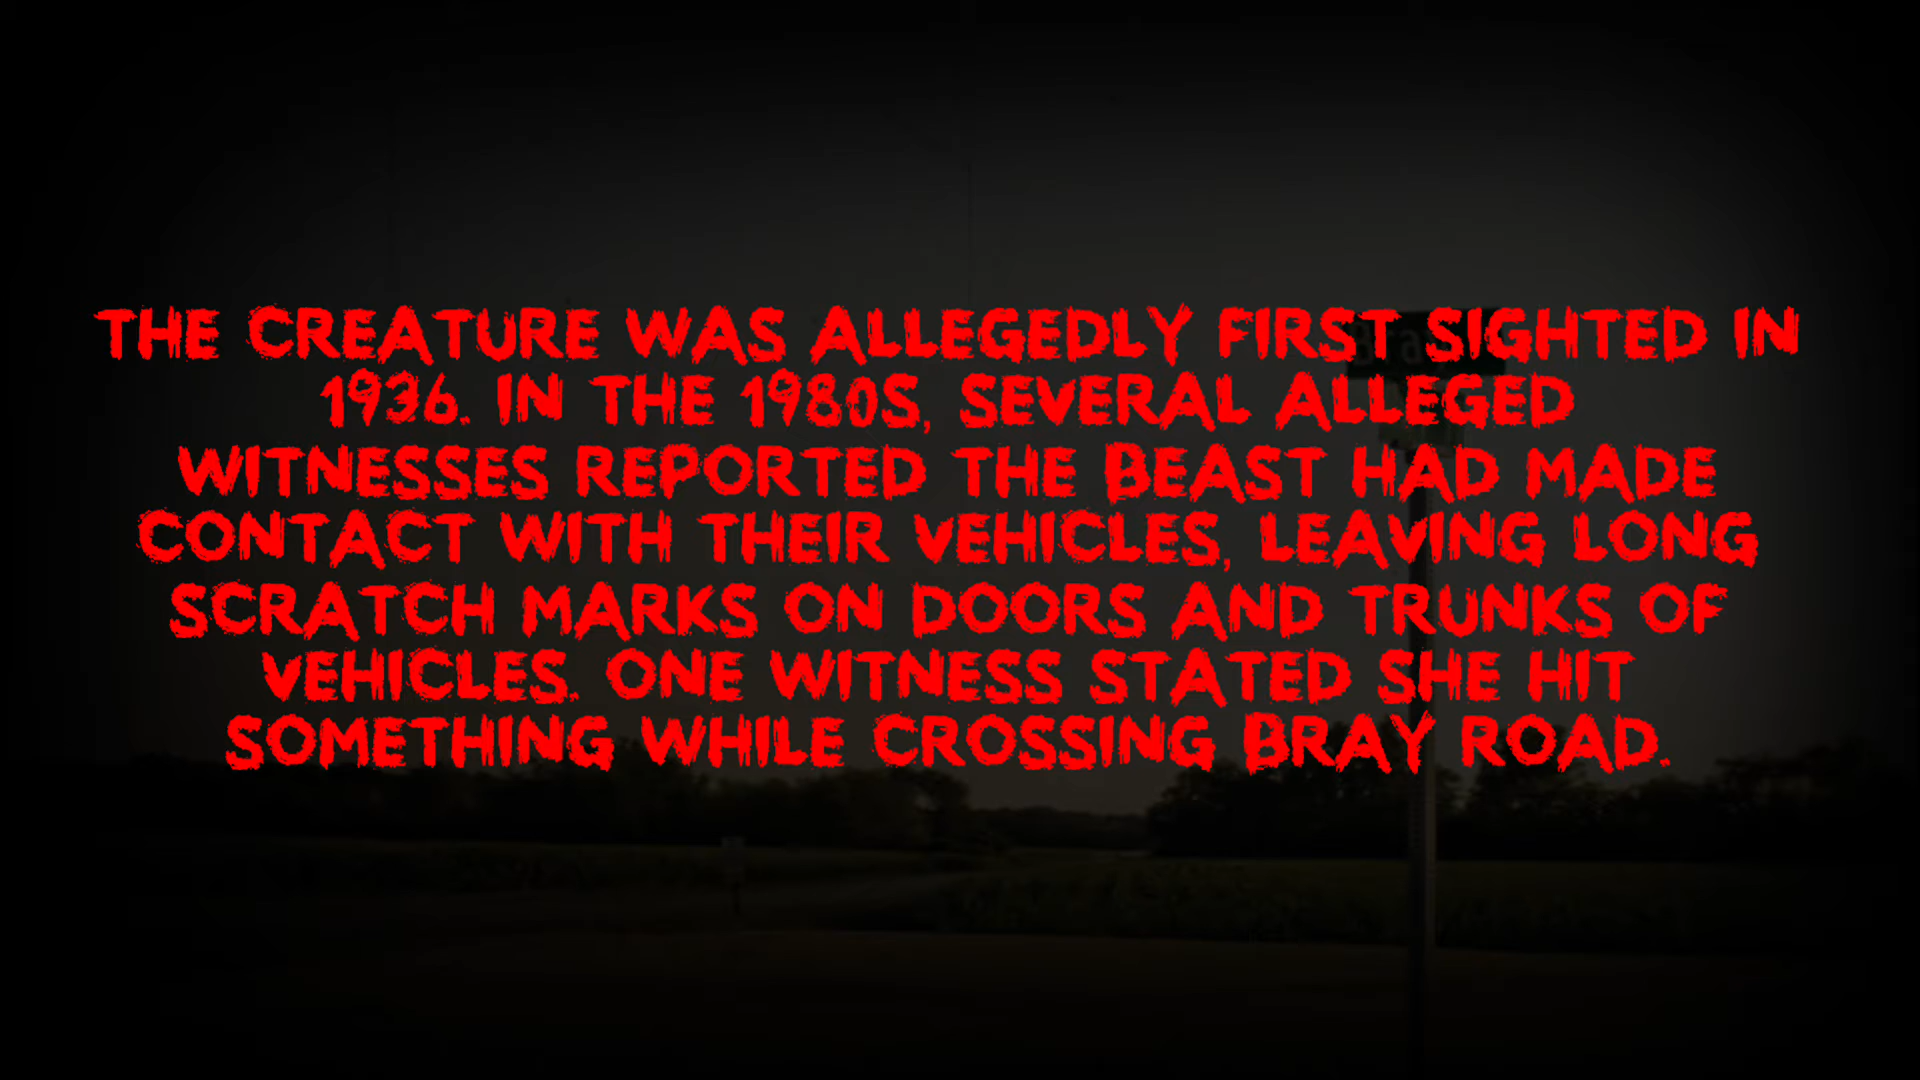 THE CREATURE WAS ALLEGEDLY FIRST SIGHTED IN
1936. IN THE 1980S, SEVERAL ALLEGED
WITNESSES REPORTED THE BEAST HAD MADE
CONTACT WITH THEIR VEHICLES, LEAVING LONG
SCRATCH MARKS ON DOORS AND TRUNKS OF
VEHICLES. ONE WITNESS STATED SHE HIT
SOMETHING WHILE CROSSING BRAY ROAD.